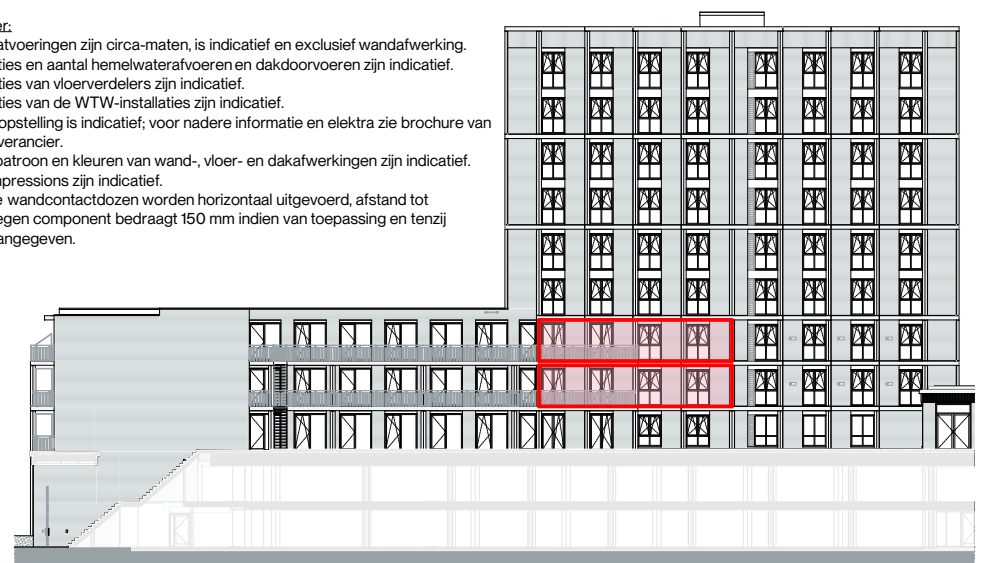 er:
atvoeringen zijn circa-maten, is indicatief en exclusief wandafwerking.
ties en aantal hemelwaterafvoeren en dakdoorvoeren zijn indicatief.
ties van vloerverdelers zijn indicatief.
ties van de WTW-installaties zijn indicatief.
opstelling is indicatief; voor nadere informatie en elektra zie brochure van
verancier.
patroon en kleuren van wand-, vloer- en dakafwerkingen zijn indicatief.
mpressions zijn indicatief.
e wandcontactdozen worden horizontaal uitgevoerd, afstand tot
egen component bedraagt 150 mm indien van toepassing en tenzij
angegeven.